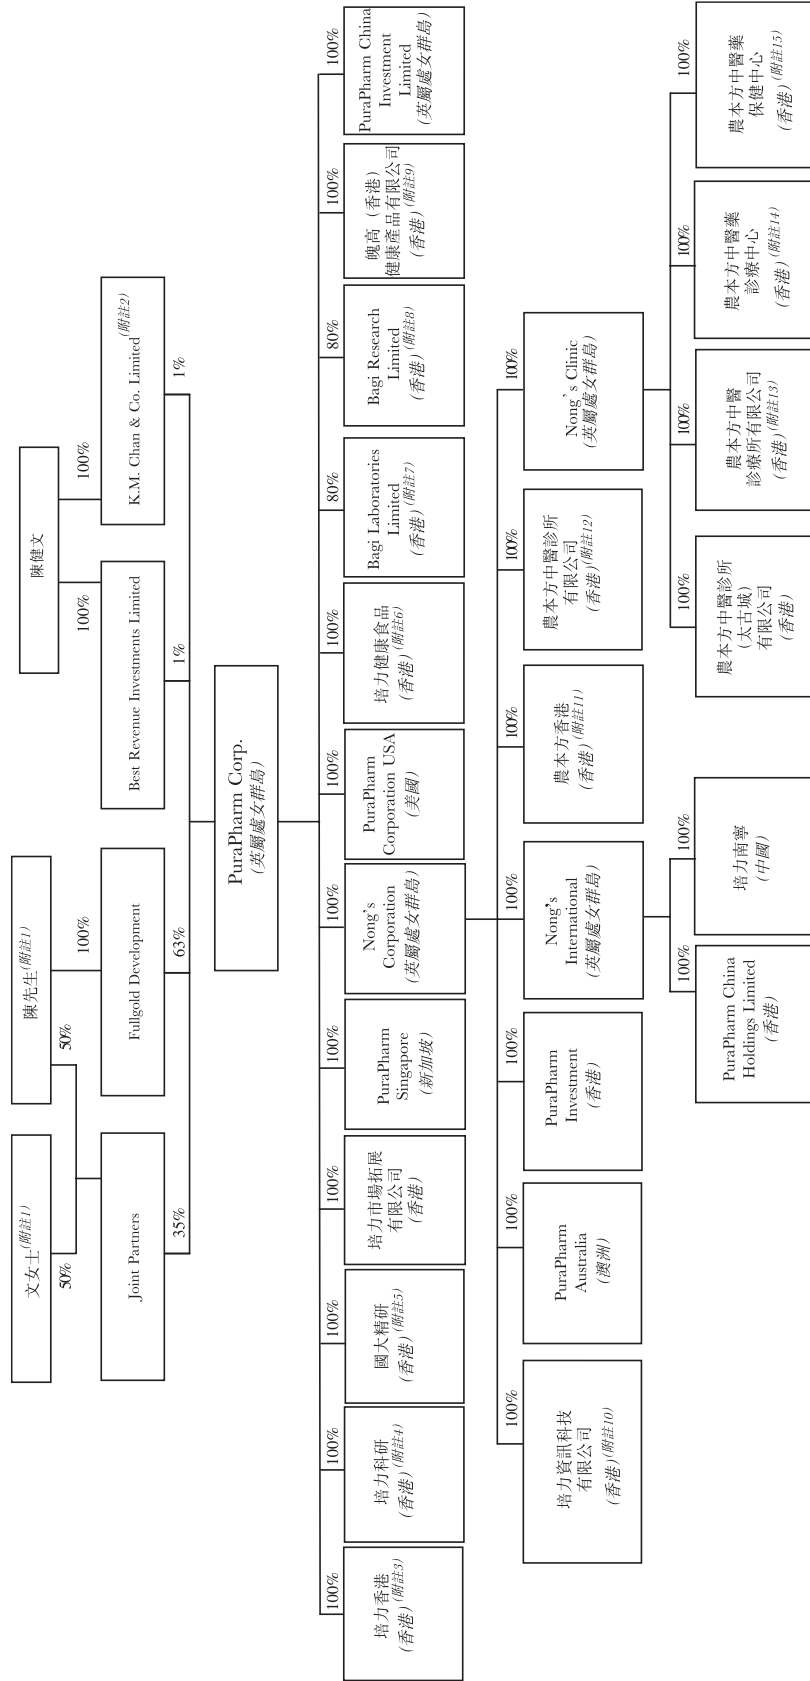 文女士(附註1)
陳先生(附註1)
陳健文
50%
50%
100%
100%
100%
Joint Partners
Fullgold Development
Best Revenue Investments Limited
K.M. Chan & Co. Limited(附註2)
35%
63%
1%
1%
PuraPharm Corp.
(英屬處女群島)
100%
100%
100%
100%
100%
100%
100%
100%
80%
80%
100%
100%
培力香港
(香港)(附註3)
培力科研
(香港)(附註4)
國大精研
(香港)(附註5)
培力市場拓展
有限公司
(香港)
PuraPharm
Singapore
(新加坡)
Nong's
Corporation
(英屬處女群島)
PuraPharm
Corporation USA
(美國)
培力健康食品
(香港)(附註6)
Bagi Laboratories
Limited
(香港)(附註7)
Bagi Research
Limited
(香港)(附註8)
魄高（香港）
健康產品有限公司
(香港)(附註9)
PuraPharm China
Investment
Limited
(英屬處女群島)
100%
100%
100%
100%
100%
100%
100%
培力資訊科技
有限公司
(香港)(附註10)
PuraPharm
Australia
(澳洲)
PuraPharm
Investment
(香港)
Nong's
International
(英屬處女群島)
農本方香港
(香港)(附註11)
農本方中醫診所
有限公司
(香港)(附註12)
Nong's Clinic
(英屬處女群島)
100%
100%
100%
100%
100%
100%
PuraPharm China
Holdings Limited
(香港)
培力南寧
(中國)
農本方中醫診所
(太古城)
有限公司
(香港)
農本方中醫
診療所有限公司
(香港)(附註13)
農本方中醫藥
診療中心
(香港)(附註14)
農本方中醫藥
保健中心
(香港)(附註15)